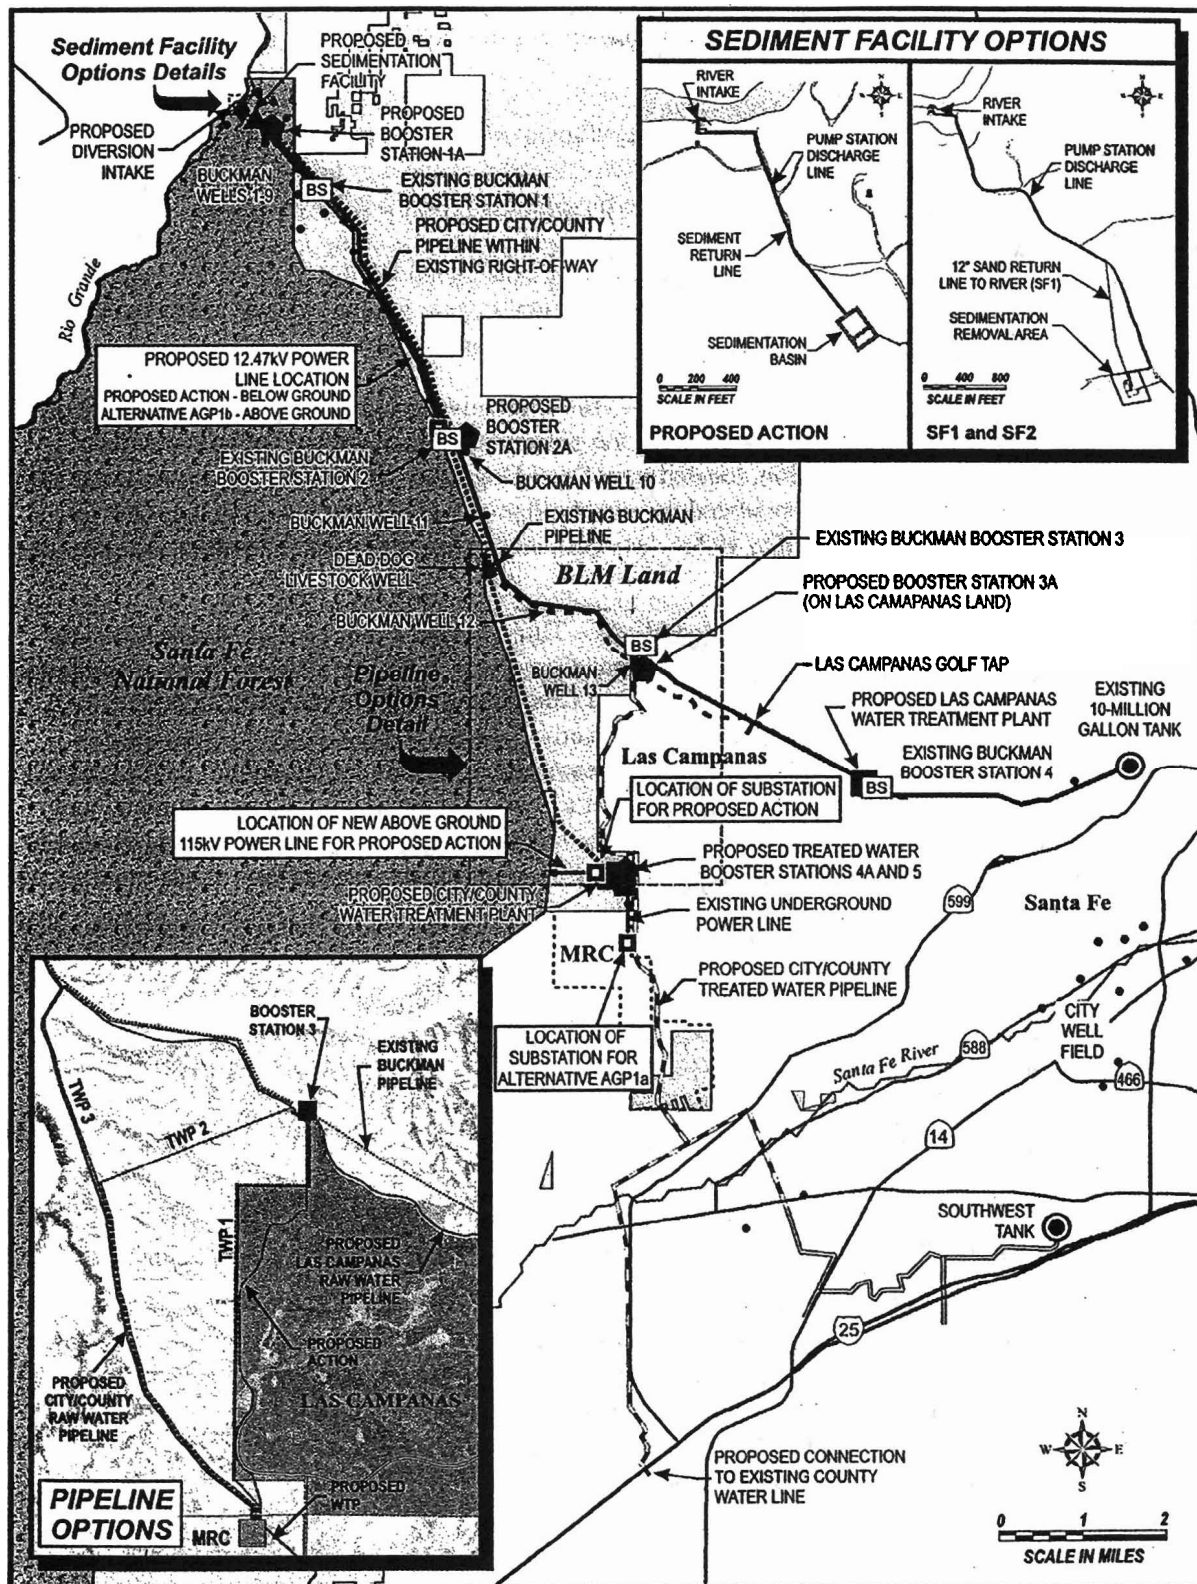 Sediment Facility
Options Details
PROPOSED
SEDIMENTATION
FACILITY
PROPOSED
DIVERSION
INTAKE
PROPOSED
BOOSTER
STATION 1A
BUCKMAN
WELLS 1-9
BS
EXISTING BUCKMAN
BOOSTER STATION 1
PROPOSED CITY/COUNTY
PIPELINE WITHIN
EXISTING RIGHT-OF-WAY
Rio Grande
PROPOSED 12.47kV POWER
LINE LOCATION
PROPOSED ACTION - BELOW GROUND
ALTERNATIVE AGP1b - ABOVE GROUND
BS
PROPOSED
BOOSTER
STATION 2A
EXISTING BUCKMAN
BOOSTER STATION 2
BUCKMAN WELL 10
BUCKMAN WELL 11
EXISTING BUCKMAN
PIPELINE
DEAD DOG
LIVESTOCK WELL
BLM Land
EXISTING BUCKMAN BOOSTER STATION 3
PROPOSED BOOSTER STATION 3A
(ON LAS CAMAPANAS LAND)
BUCKMAN WELL 12
BS
BUCKMAN
WELL 13
Santa Fe
National Forest
Pipeline
Options
Detail
LAS CAMPANAS GOLF TAP
PROPOSED LAS CAMPANAS
WATER TREATMENT PLANT
EXISTING
10-MILLION
GALLON TANK
EXISTING BUCKMAN
BOOSTER STATION 4
BS
Las Campanas
LOCATION OF SUBSTATION
FOR PROPOSED ACTION
LOCATION OF NEW ABOVE GROUND
115kV POWER LINE FOR PROPOSED ACTION
PROPOSED TREATED WATER
BOOSTER STATIONS 4A AND 5
PROPOSED CITY/COUNTY
WATER TREATMENT PLANT
EXISTING UNDERGROUND
POWER LINE
MRC
PROPOSED CITY/COUNTY
TREATED WATER PIPELINE
LOCATION OF
SUBSTATION FOR
ALTERNATIVE AGP1a
599
Santa Fe
CITY
WELL
FIELD
Santa Fe River
588
466
14
SOUTHWEST
TANK
25
PROPOSED CONNECTION
TO EXISTING COUNTY
WATER LINE
N
W
E
S
0 1 2
SCALE IN MILES
SEDIMENT FACILITY OPTIONS
RIVER
INTAKE
PUMP STATION
DISCHARGE
LINE
SEDIMENT
RETURN
LINE
SEDIMENTATION
BASIN
0 200 400
SCALE IN FEET
PROPOSED ACTION
RIVER
INTAKE
PUMP STATION
DISCHARGE
LINE
12" SAND RETURN
LINE TO RIVER (SF1)
SEDIMENTATION
REMOVAL AREA
0 400 800
SCALE IN FEET
SF1 and SF2
BOOSTER
STATION 3
EXISTING
BUCKMAN
PIPELINE
TWP 3
TWP 2
TWP 1
PROPOSED
LAS CAMPANAS
RAW WATER
PIPELINE
PROPOSED
ACTION
PROPOSED
CITY/COUNTY
RAW WATER
PIPELINE
LAS CAMPANAS
PIPELINE
OPTIONS
PROPOSED
WTP
MRC